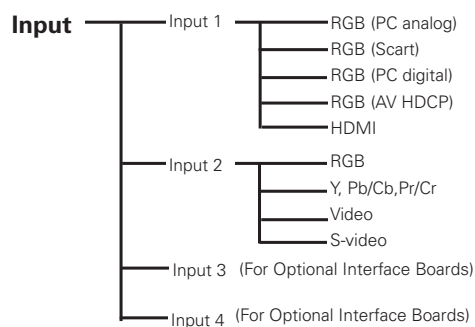 Input
Input 1
RGB (PC analog)
RGB (Scart)
RGB (PC digital)
RGB (AV HDCP)
HDMI
Input 2
RGB
Y, Pb/Cb,Pr/Cr
Video
S-video
Input 3 (For Optional Interface Boards)
Input 4 (For Optional Interface Boards)